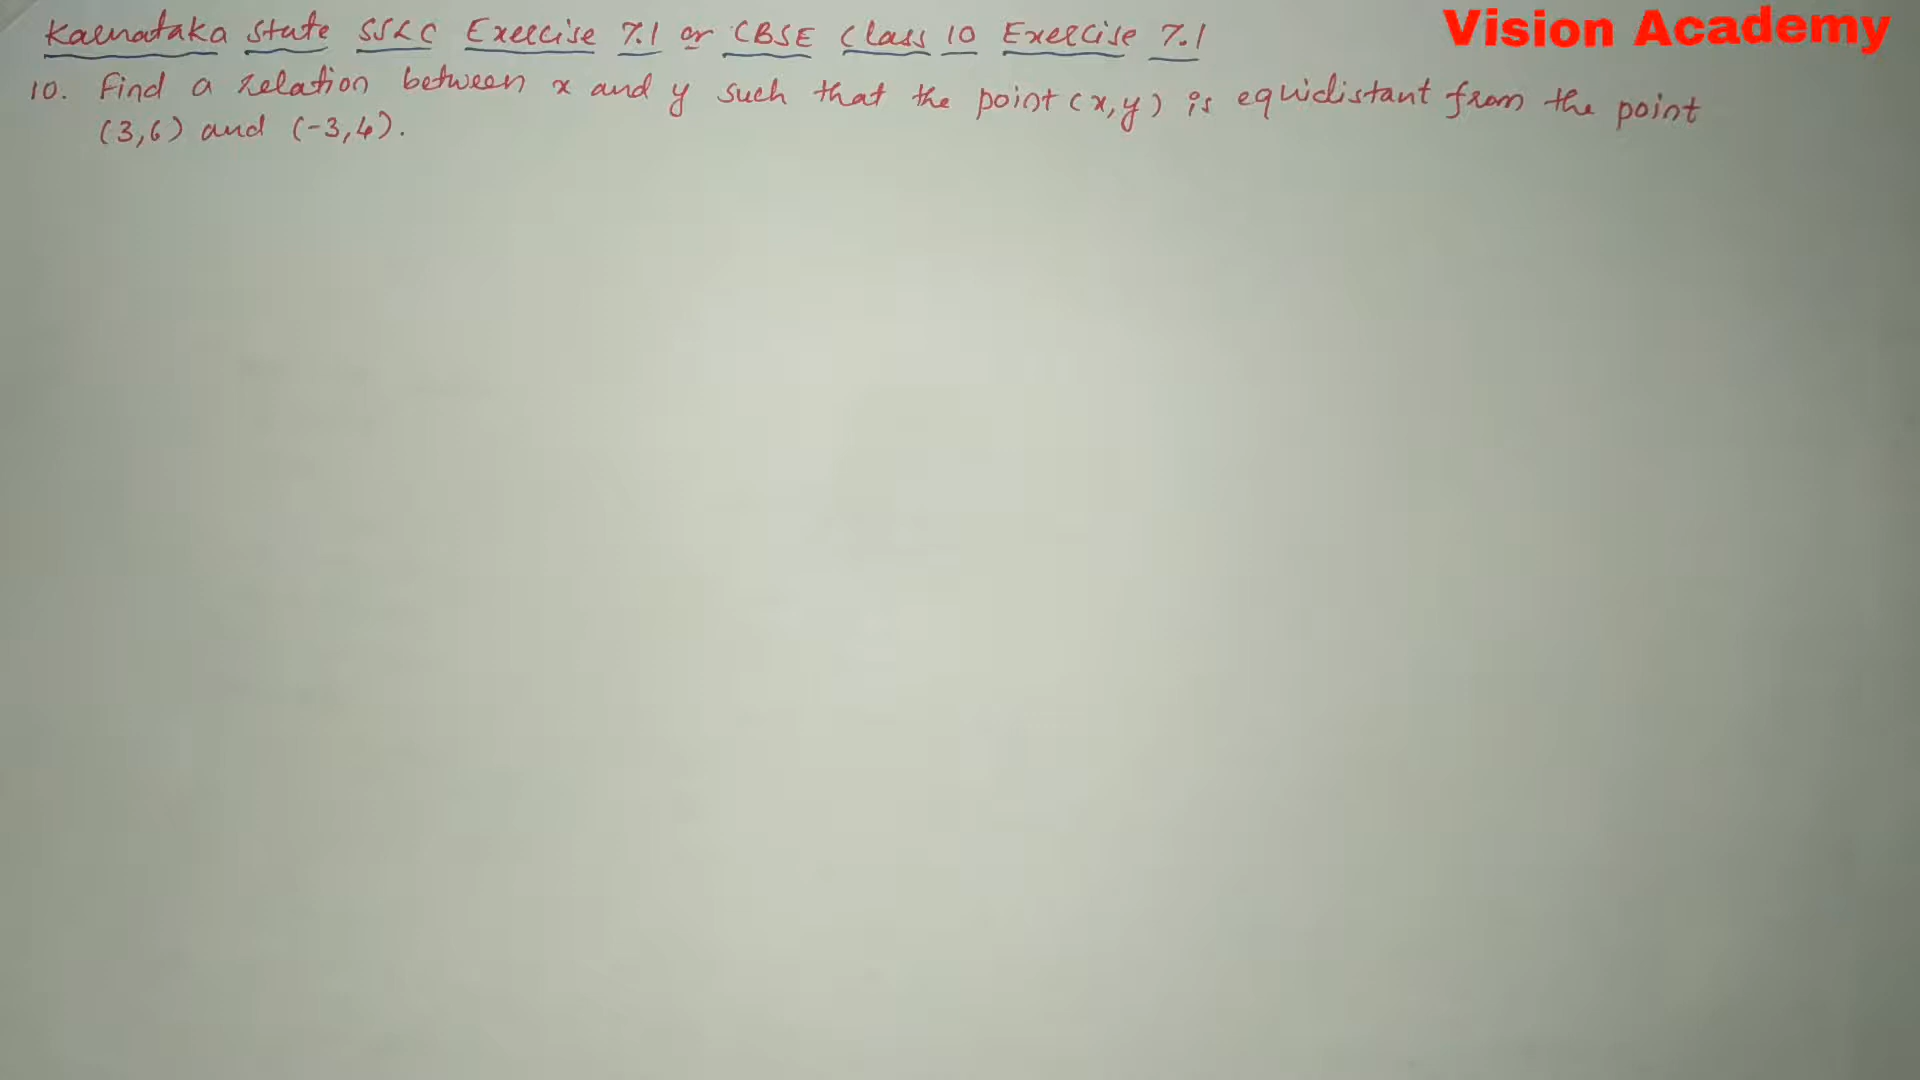 Karnataka State SSLC Exercise 7.1 or CBSE Class 10 Exercise 7.1
Vision Academy
10. Find a relation between x and y such that the point (x,y) is equidistant from the point
(3,6) and (-3,4).